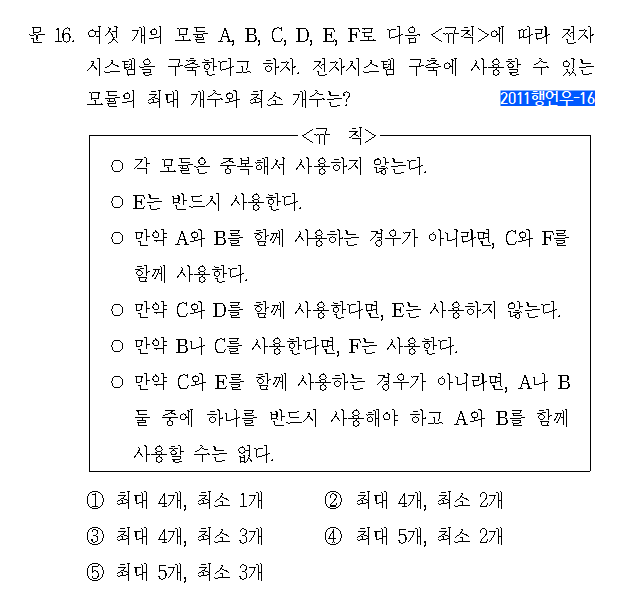 문 16. 여섯 개의 모듈 A, B, C, D, E, F로 다음 <규칙>에 따라 전자
시스템을 구축한다고 하자. 전자시스템 구축에 사용할 수 있는
모듈의 최대 개수와 최소 개수는?
2011행언우-16
<규 칙>
○ 각 모듈은 중복해서 사용하지 않는다.
○ E는 반드시 사용한다.
○ 만약 A와 B를 함께 사용하는 경우가 아니라면, C와 F를
함께 사용한다.
○ 만약 C와 D를 함께 사용한다면, E는 사용하지 않는다.
○ 만약 B나 C를 사용한다면, F는 사용한다.
○ 만약 C와 E를 함께 사용하는 경우가 아니라면, A나 B
둘 중에 하나를 반드시 사용해야 하고 A와 B를 함께
사용할 수는 없다.
① 최대 4개, 최소 1개 ② 최대 4개, 최소 2개
③ 최대 4개, 최소 3개 ④ 최대 5개, 최소 2개
⑤ 최대 5개, 최소 3개